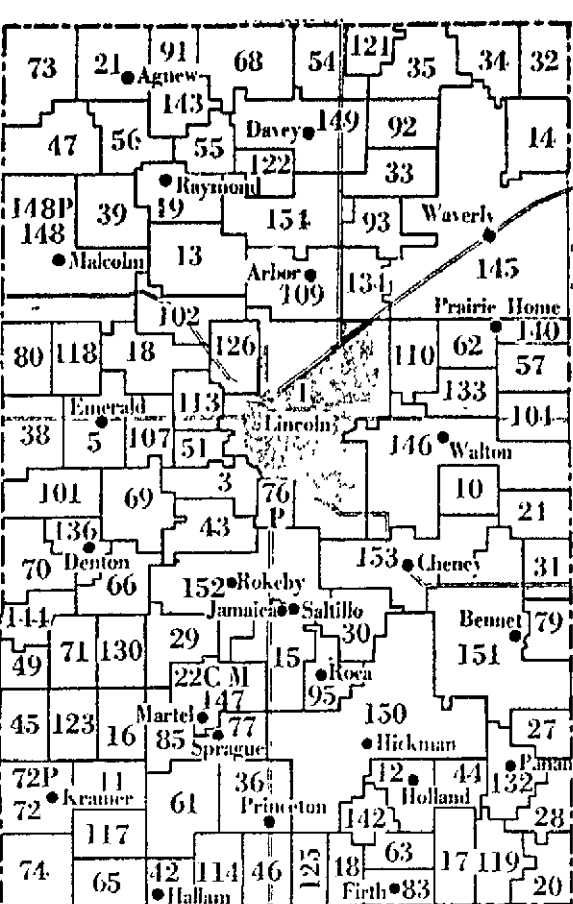 73 21 91 68 54 121 35 34 32
Agnew
143
47 56 55 Davey 149 92 14
122 33
148P 39 19 Raymond 151 93 Waverly
148
Malcolm 13 Arbor 109 134 145
102 Prairie Home
80 118 18 126 110 62 140
57
113 1 133
Emerald Lincoln 104
38 5 107 51 146 Walton
101 69 3 76 10
P
43 21
136
70 Denton 153 Cheney 31
66 152 Rokeby
144 Jamaica Saltillo
29 30 Bennet 79
49 71 130 15 151
22C M Roca
147 95
45 123 16 Martel 77 150 27
85 Sprague Hickman
72P 11 36 12 44 132
72 Kramer 61 Princeton Holland
117 142 28
74 65 42 114 46 125 18 63 17 119 20
Hallam Firth 83